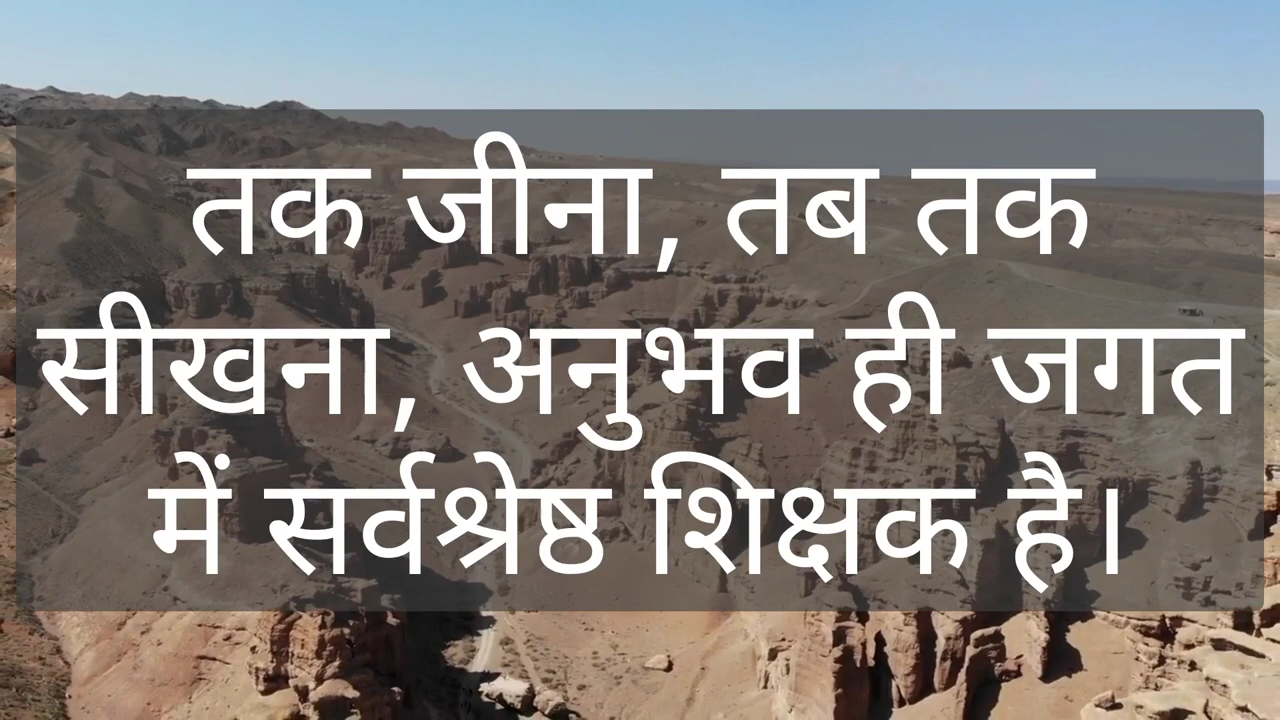 तक जीना, तब तक
सीखना, अनुभव ही जगत
में सर्वश्रेष्ठ शिक्षक है।